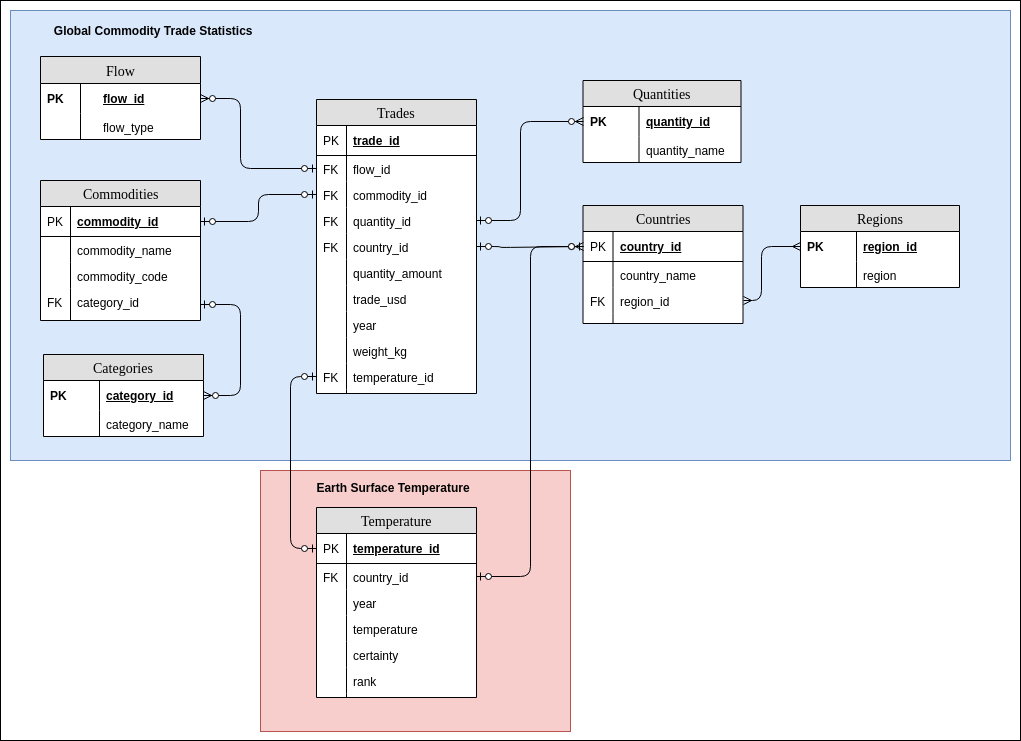 Global Commodity Trade Statistics
Flow
PK flow_id
flow_type
Commodities
PK commodity_id
commodity_name
commodity_code
FK category_id
Categories
PK category_id
category_name
Trades
PK trade_id
FK flow_id
FK commodity_id
FK quantity_id
FK country_id
quantity_amount
trade_usd
year
weight_kg
FK temperature_id
Quantities
PK quantity_id
quantity_name
Countries
PK country_id
country_name
FK region_id
Regions
PK region_id
region
Earth Surface Temperature
Temperature
PK temperature_id
FK country_id
year
temperature
certainty
rank